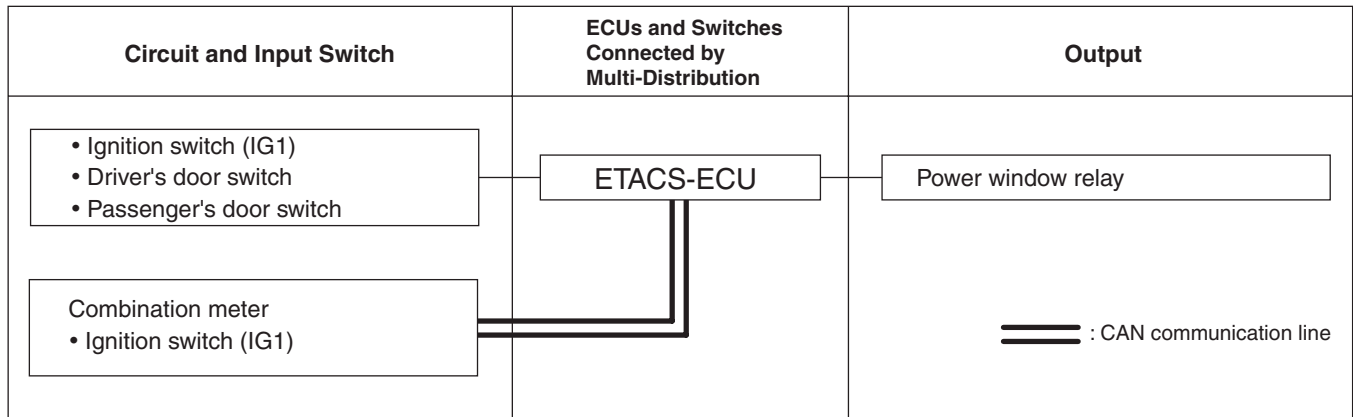 Circuit and Input Switch
ECUs and Switches
Connected by
Multi-Distribution
Output
• Ignition switch (IG1)
• Driver's door switch
• Passenger's door switch
ETACS-ECU
Power window relay
Combination meter
• Ignition switch (IG1)
: CAN communication line